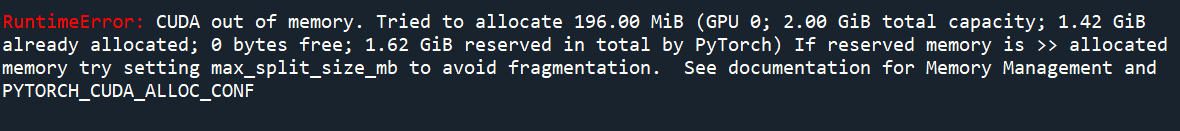 RuntimeError: CUDA out of memory. Tried to allocate 196.00 MiB (GPU 0; 2.00 GiB total capacity; 1.42 GiB
already allocated; 0 bytes free; 1.62 GiB reserved in total by PyTorch) If reserved memory is >> allocated
memory try setting max_split_size_mb to avoid fragmentation.  See documentation for Memory Management and
PYTORCH_CUDA_ALLOC_CONF